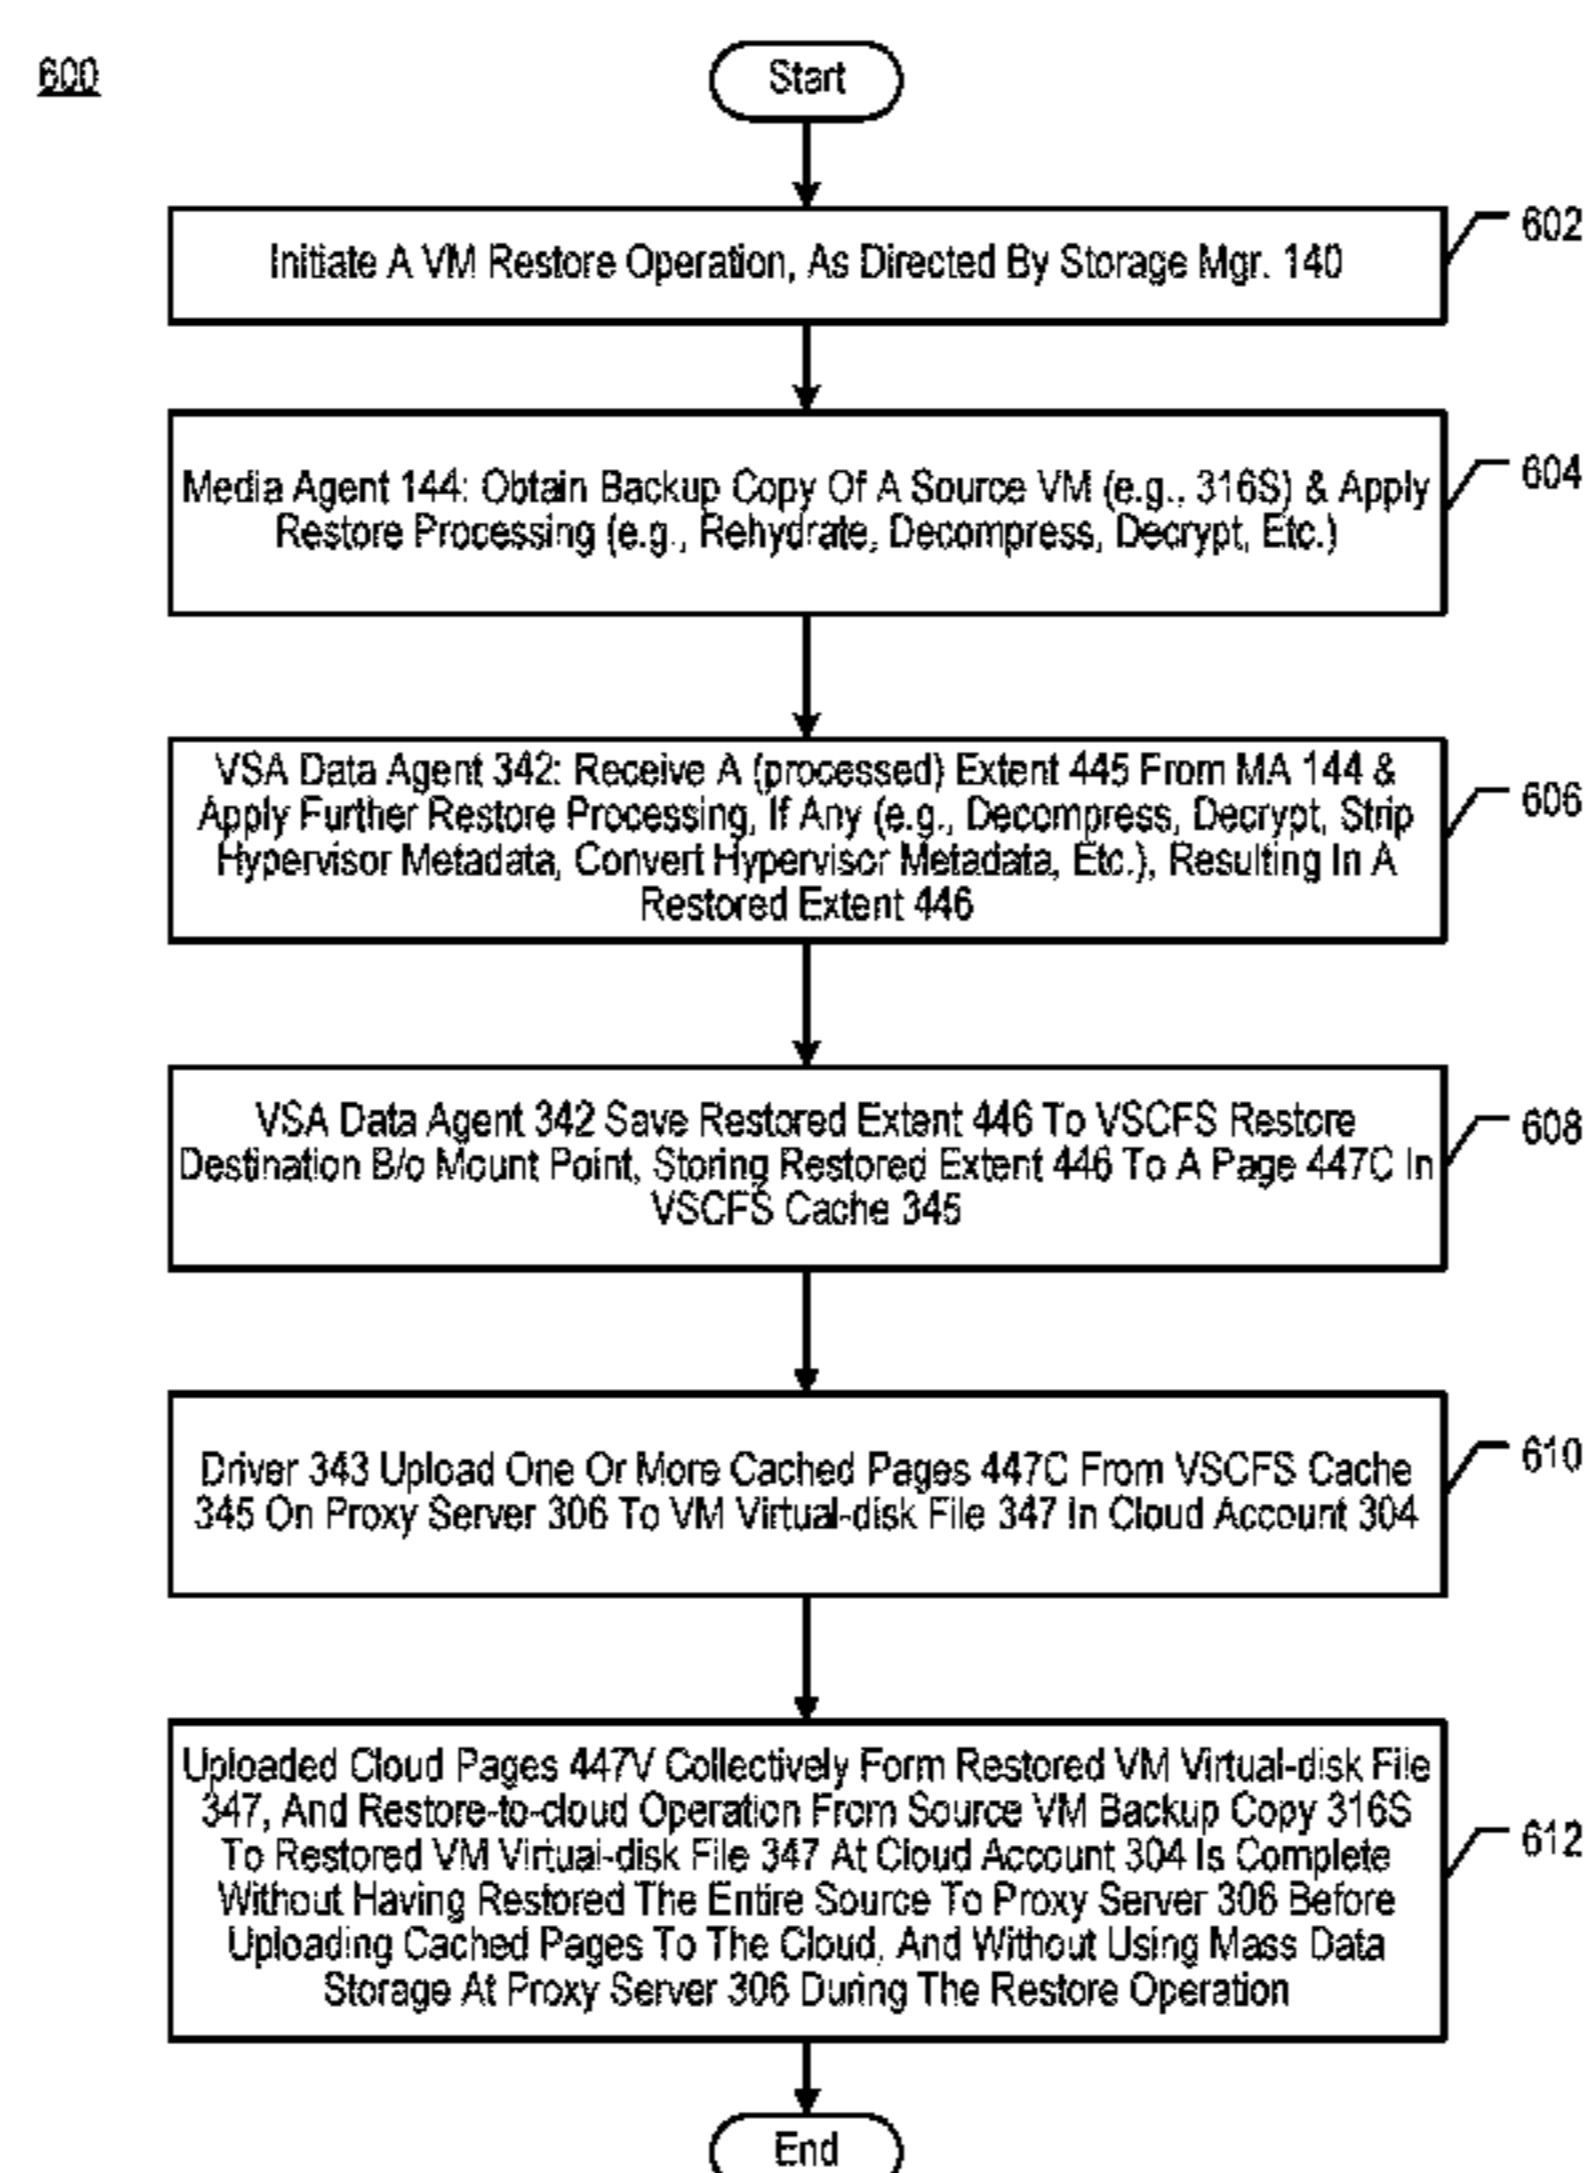 600
Start
Initiate A VM Restore Operation, As Directed By Storage Mgr. 140
602
Media Agent 144: Obtain Backup Copy Of A Source VM (e.g., 316S) & Apply
Restore Processing (e.g., Rehydrate, Decompress, Decrypt, Etc.)
604
VSA Data Agent 342: Receive A (processed) Extent 445 From MA 144 &
Apply Further Restore Processing, If Any (e.g., Decompress, Decrypt, Strip
Hypervisor Metadata, Convert Hypervisor Metadata, Etc.), Resulting In A
Restored Extent 446
606
VSA Data Agent 342 Save Restored Extent 446 To VSCFS Restore
Destination B/o Mount Point, Storing Restored Extent 446 To A Page 447C In
VSCFS Cache 345
608
Driver 343 Upload One Or More Cached Pages 447C From VSCFS Cache
345 On Proxy Server 306 To VM Virtual-disk File 347 In Cloud Account 304
610
Uploaded Cloud Pages 447V Collectively Form Restored VM Virtual-disk File
347, And Restore-to-cloud Operation From Source VM Backup Copy 316S
To Restored VM Virtual-disk File 347 At Cloud Account 304 Is Complete
Without Having Restored The Entire Source To Proxy Server 306 Before
Uploading Cached Pages To The Cloud, And Without Using Mass Data
Storage At Proxy Server 306 During The Restore Operation
612
End